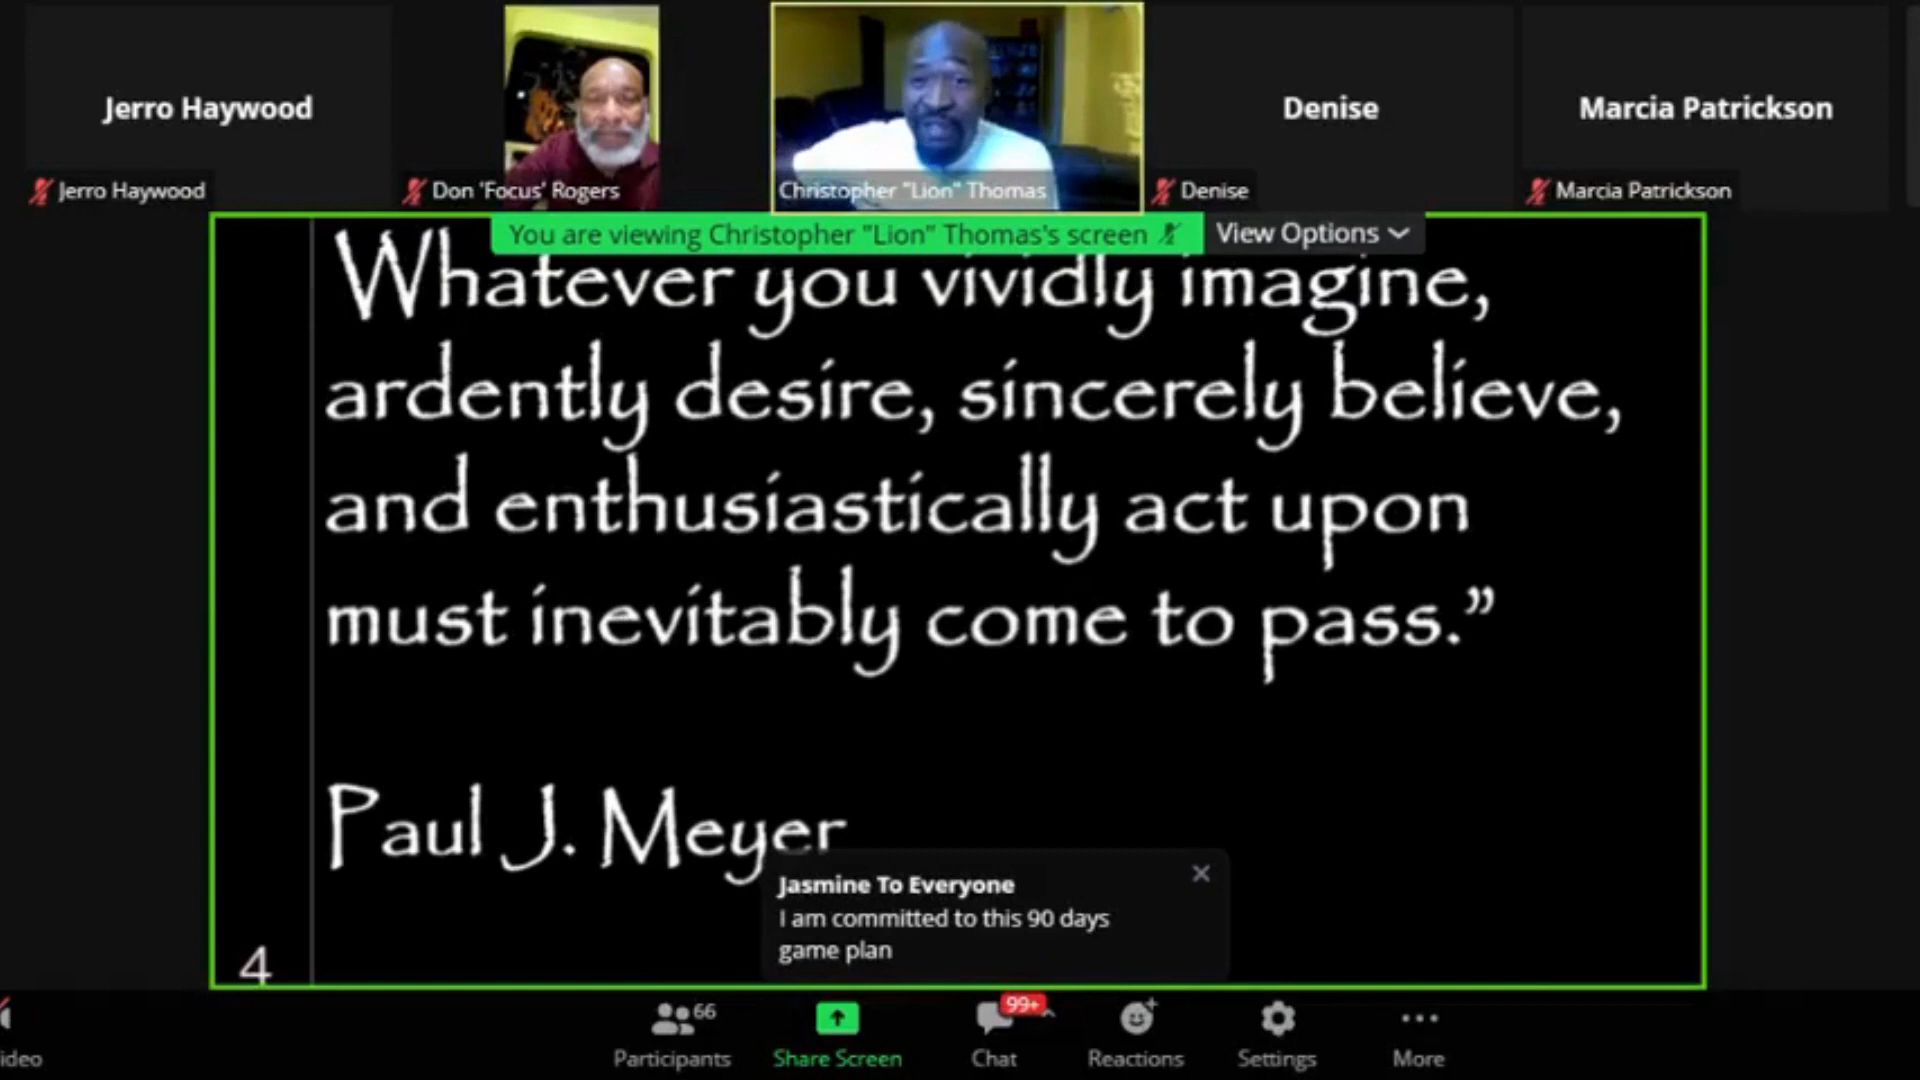 Jerro Haywood
Denise
Marcia Patrickson
Jerro Haywood
Don 'Focus' Rogers
Christopher "Lion" Thomas
Denise
Marcia Patrickson
You are viewing Christopher "Lion" Thomas's screen
View Options
Whatever you vividly imagine,
ardently desire, sincerely believe,
and enthusiastically act upon
must inevitably come to pass.”
Paul J. Meyer
Jasmine To Everyone
I am committed to this 90 days
game plan
4
66
99+
ideo
Participants
Share Screen
Chat
Reactions
Settings
More